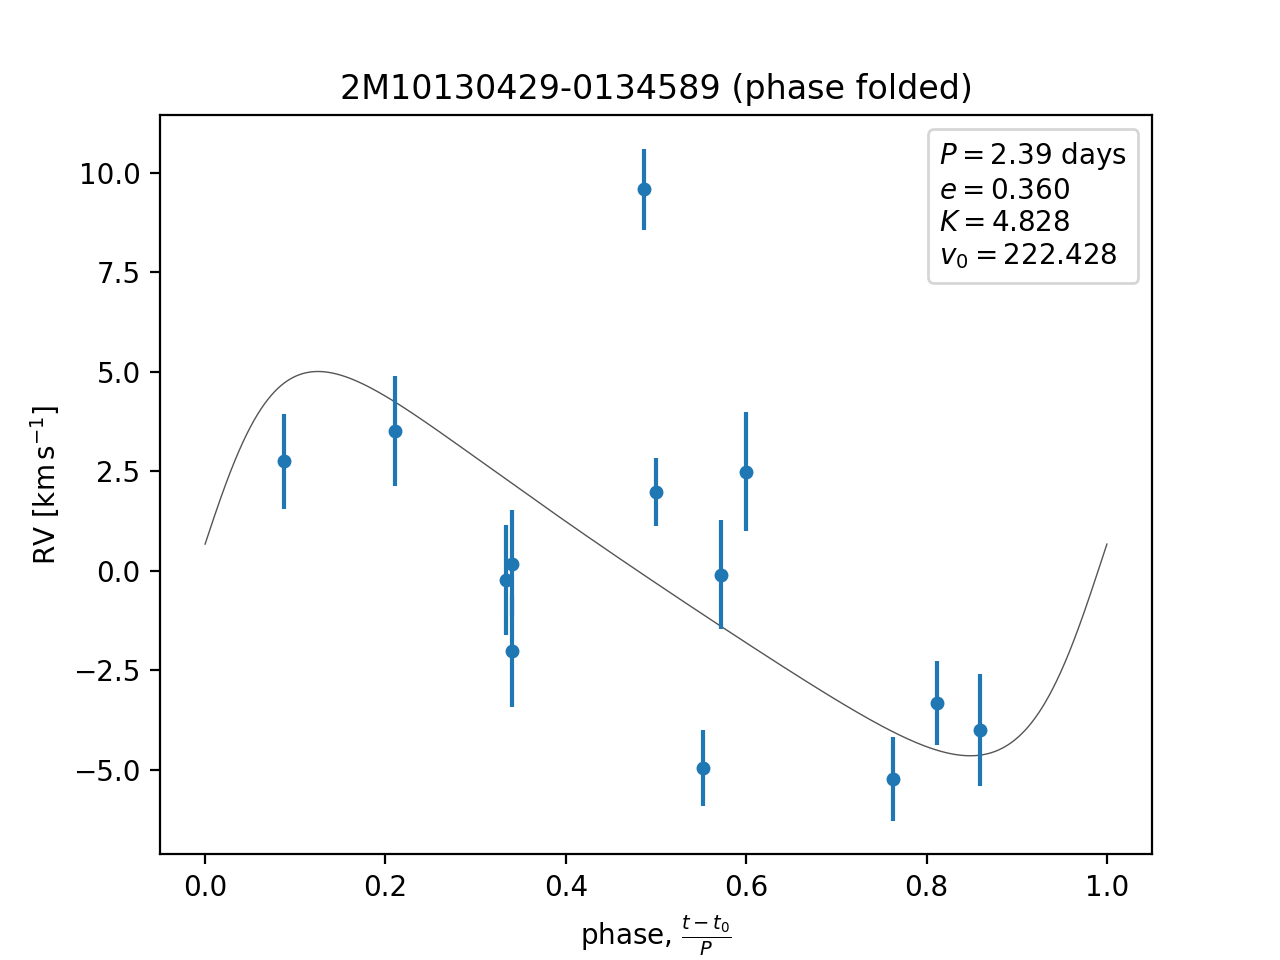 2M10130429-0134589 (phase folded)
P = 2.39 days
e = 0.360
K = 4.828
v₀ = 222.428
RV [km s⁻¹]
10.0
7.5
5.0
2.5
0.0
−2.5
−5.0
0.0 0.2 0.4 0.6 0.8 1.0
phase, (t − t₀)/P